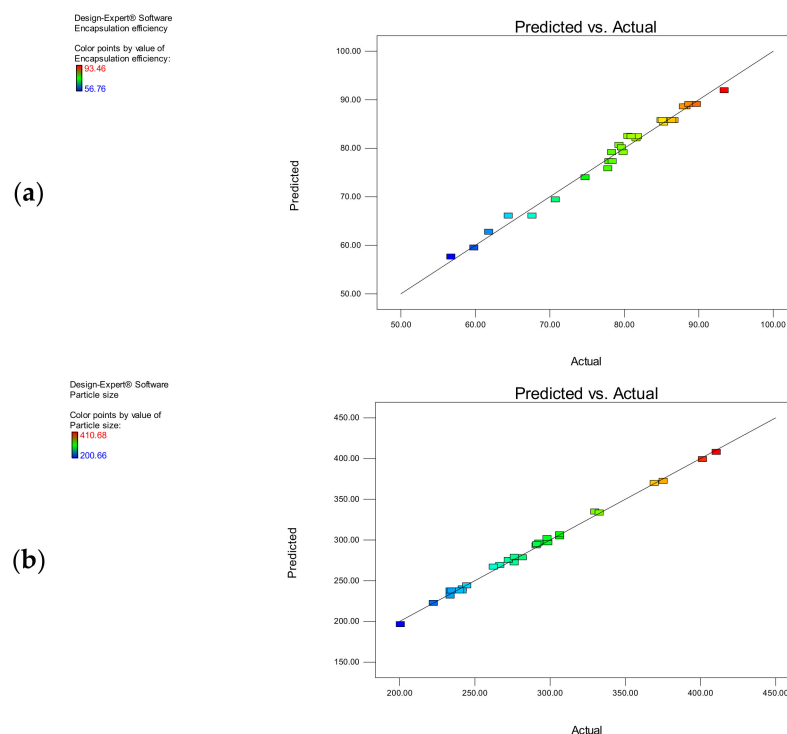 Design-Expert® Software
Encapsulation efficiency
Color points by value of
Encapsulation efficiency:
93.46
56.76
(a)
Predicted vs. Actual
100.00
90.00
80.00
70.00
60.00
50.00
Predicted
50.00 60.00 70.00 80.00 90.00 100.00
Actual
Design-Expert® Software
Particle size
Color points by value of
Particle size:
410.68
200.66
(b)
Predicted vs. Actual
450.00
400.00
350.00
300.00
250.00
200.00
150.00
Predicted
200.00 250.00 300.00 350.00 400.00 450.00
Actual